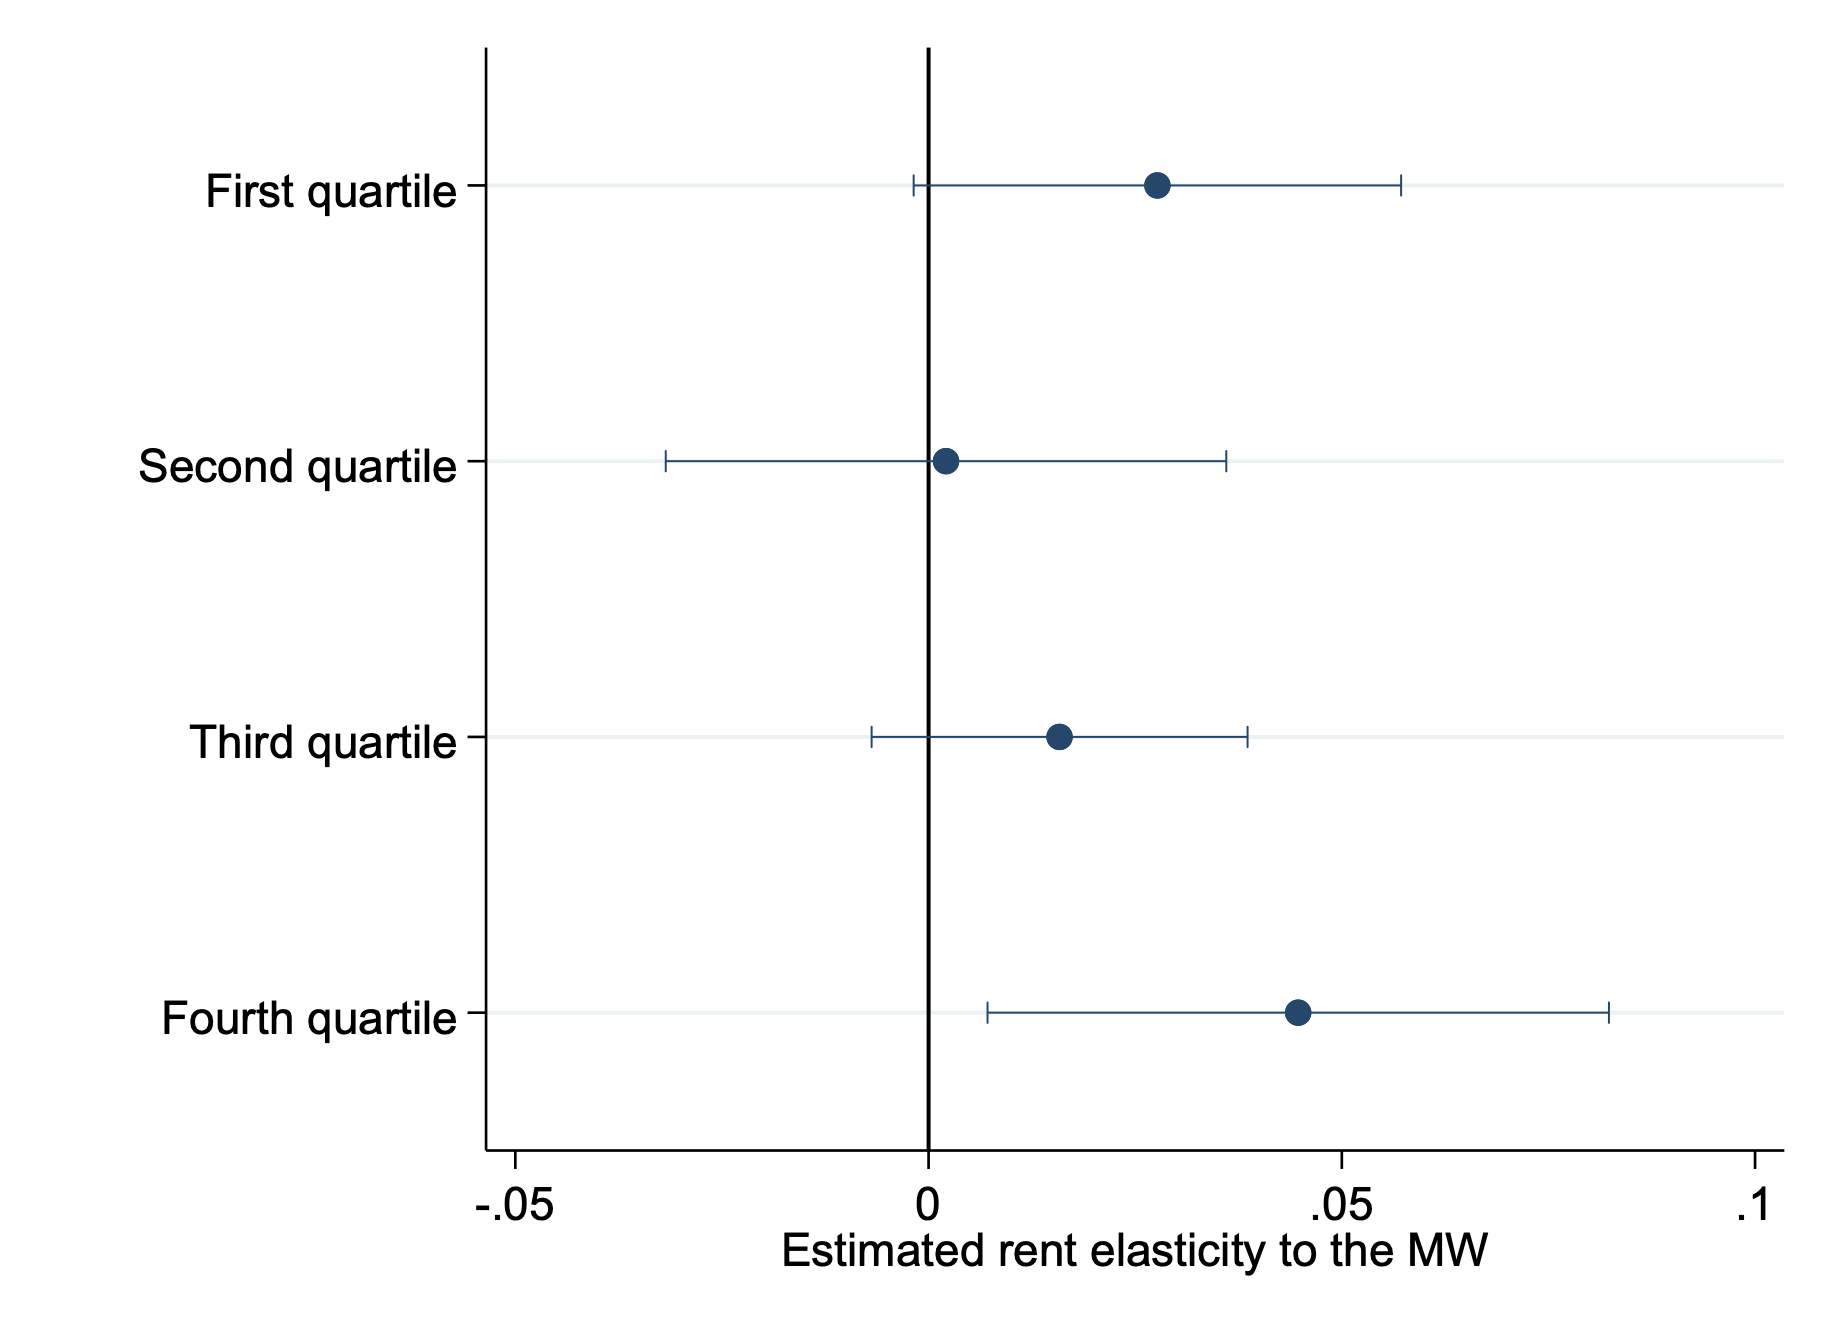 First quartile
Second quartile
Third quartile
Fourth quartile
-.05 0 .05 .1
Estimated rent elasticity to the MW